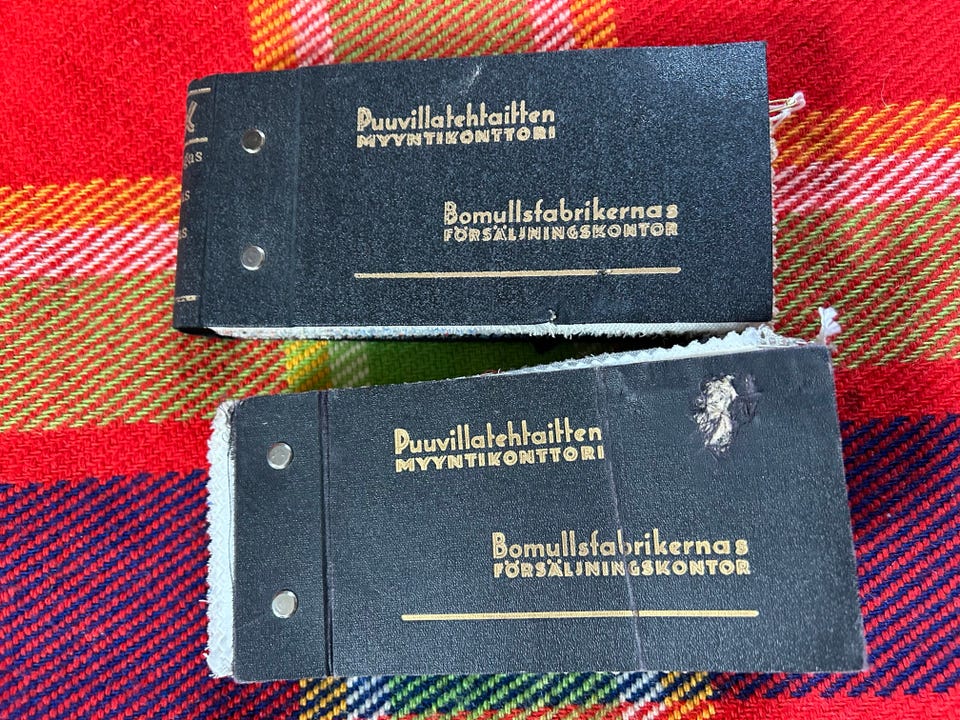 Puuvillatehtaitten
MYYNTIKONTTORI
Bomullsfabrikernas
FÖRSÄLJNINGSKONTOR
Puuvillatehtaitten
MYYNTIKONTTORI
Bomullsfabrikernas
FÖRSÄLJNINGSKONTOR